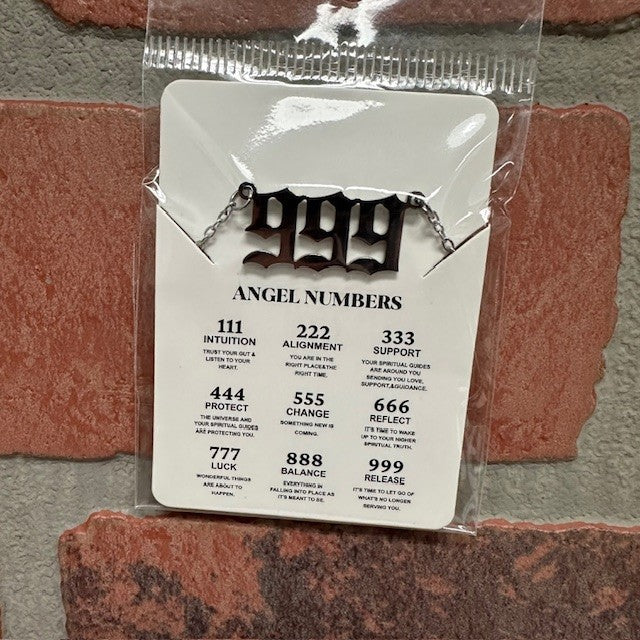 999
ANGEL NUMBERS
111
INTUITION
TRUST YOUR GUT &
LISTEN TO YOUR
HEART.
222
ALIGNMENT
YOU ARE IN THE
RIGHT PLACE&THE
RIGHT TIME.
333
SUPPORT
YOUR SPIRITUAL GUIDES
ARE AROUND YOU
SENDING YOU LOVE,
SUPPORT,&GUIDANCE.
444
PROTECT
THE UNIVERSE AND
YOUR SPIRITUAL GUIDES
ARE PROTECTING YOU.
555
CHANGE
SOMETHING NEW IS
COMING.
666
REFLECT
IT'S TIME TO WAKE
UP TO YOUR HIGHER
SPIRITUAL TRUTH.
777
LUCK
WONDERFUL THINGS
ARE ABOUT TO
HAPPEN.
888
BALANCE
EVERYTHING IN
FALLING INTO PLACE AS
IT'S MEANT TO BE.
999
RELEASE
IT'S TIME TO LET GO OF
WHAT'S NO LONGER
SERVING YOU.